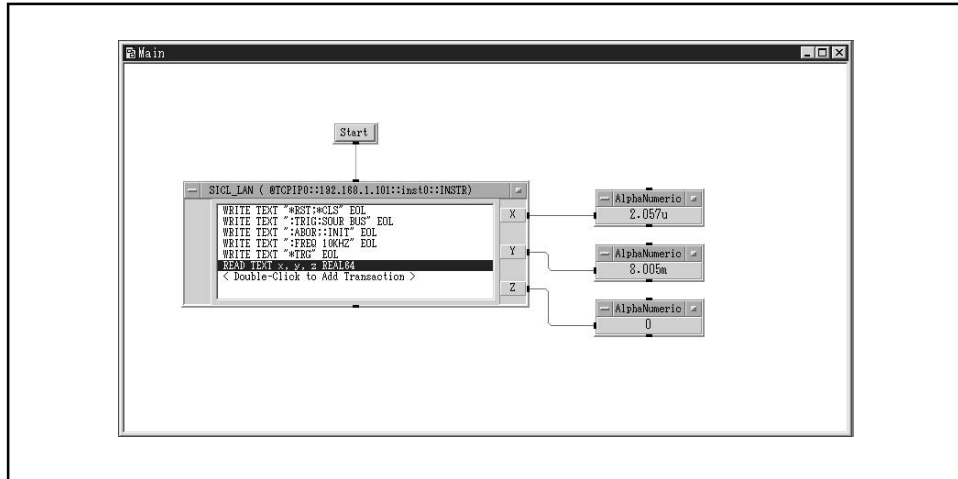 Main
Start
SICL_LAN ( @TCPIP0::192.168.1.101::inst0::INSTR)
WRITE TEXT "*RST;*CLS" EOL
WRITE TEXT ":TRIG:SOUR BUS" EOL
WRITE TEXT ":ABOR::INIT" EOL
WRITE TEXT ":FREQ 10KHZ" EOL
WRITE TEXT "*TRG" EOL
READ TEXT x, y, z REAL64
< Double-Click to Add Transaction >
X
Y
Z
AlphaNumeric
2.057u
AlphaNumeric
8.005m
AlphaNumeric
0